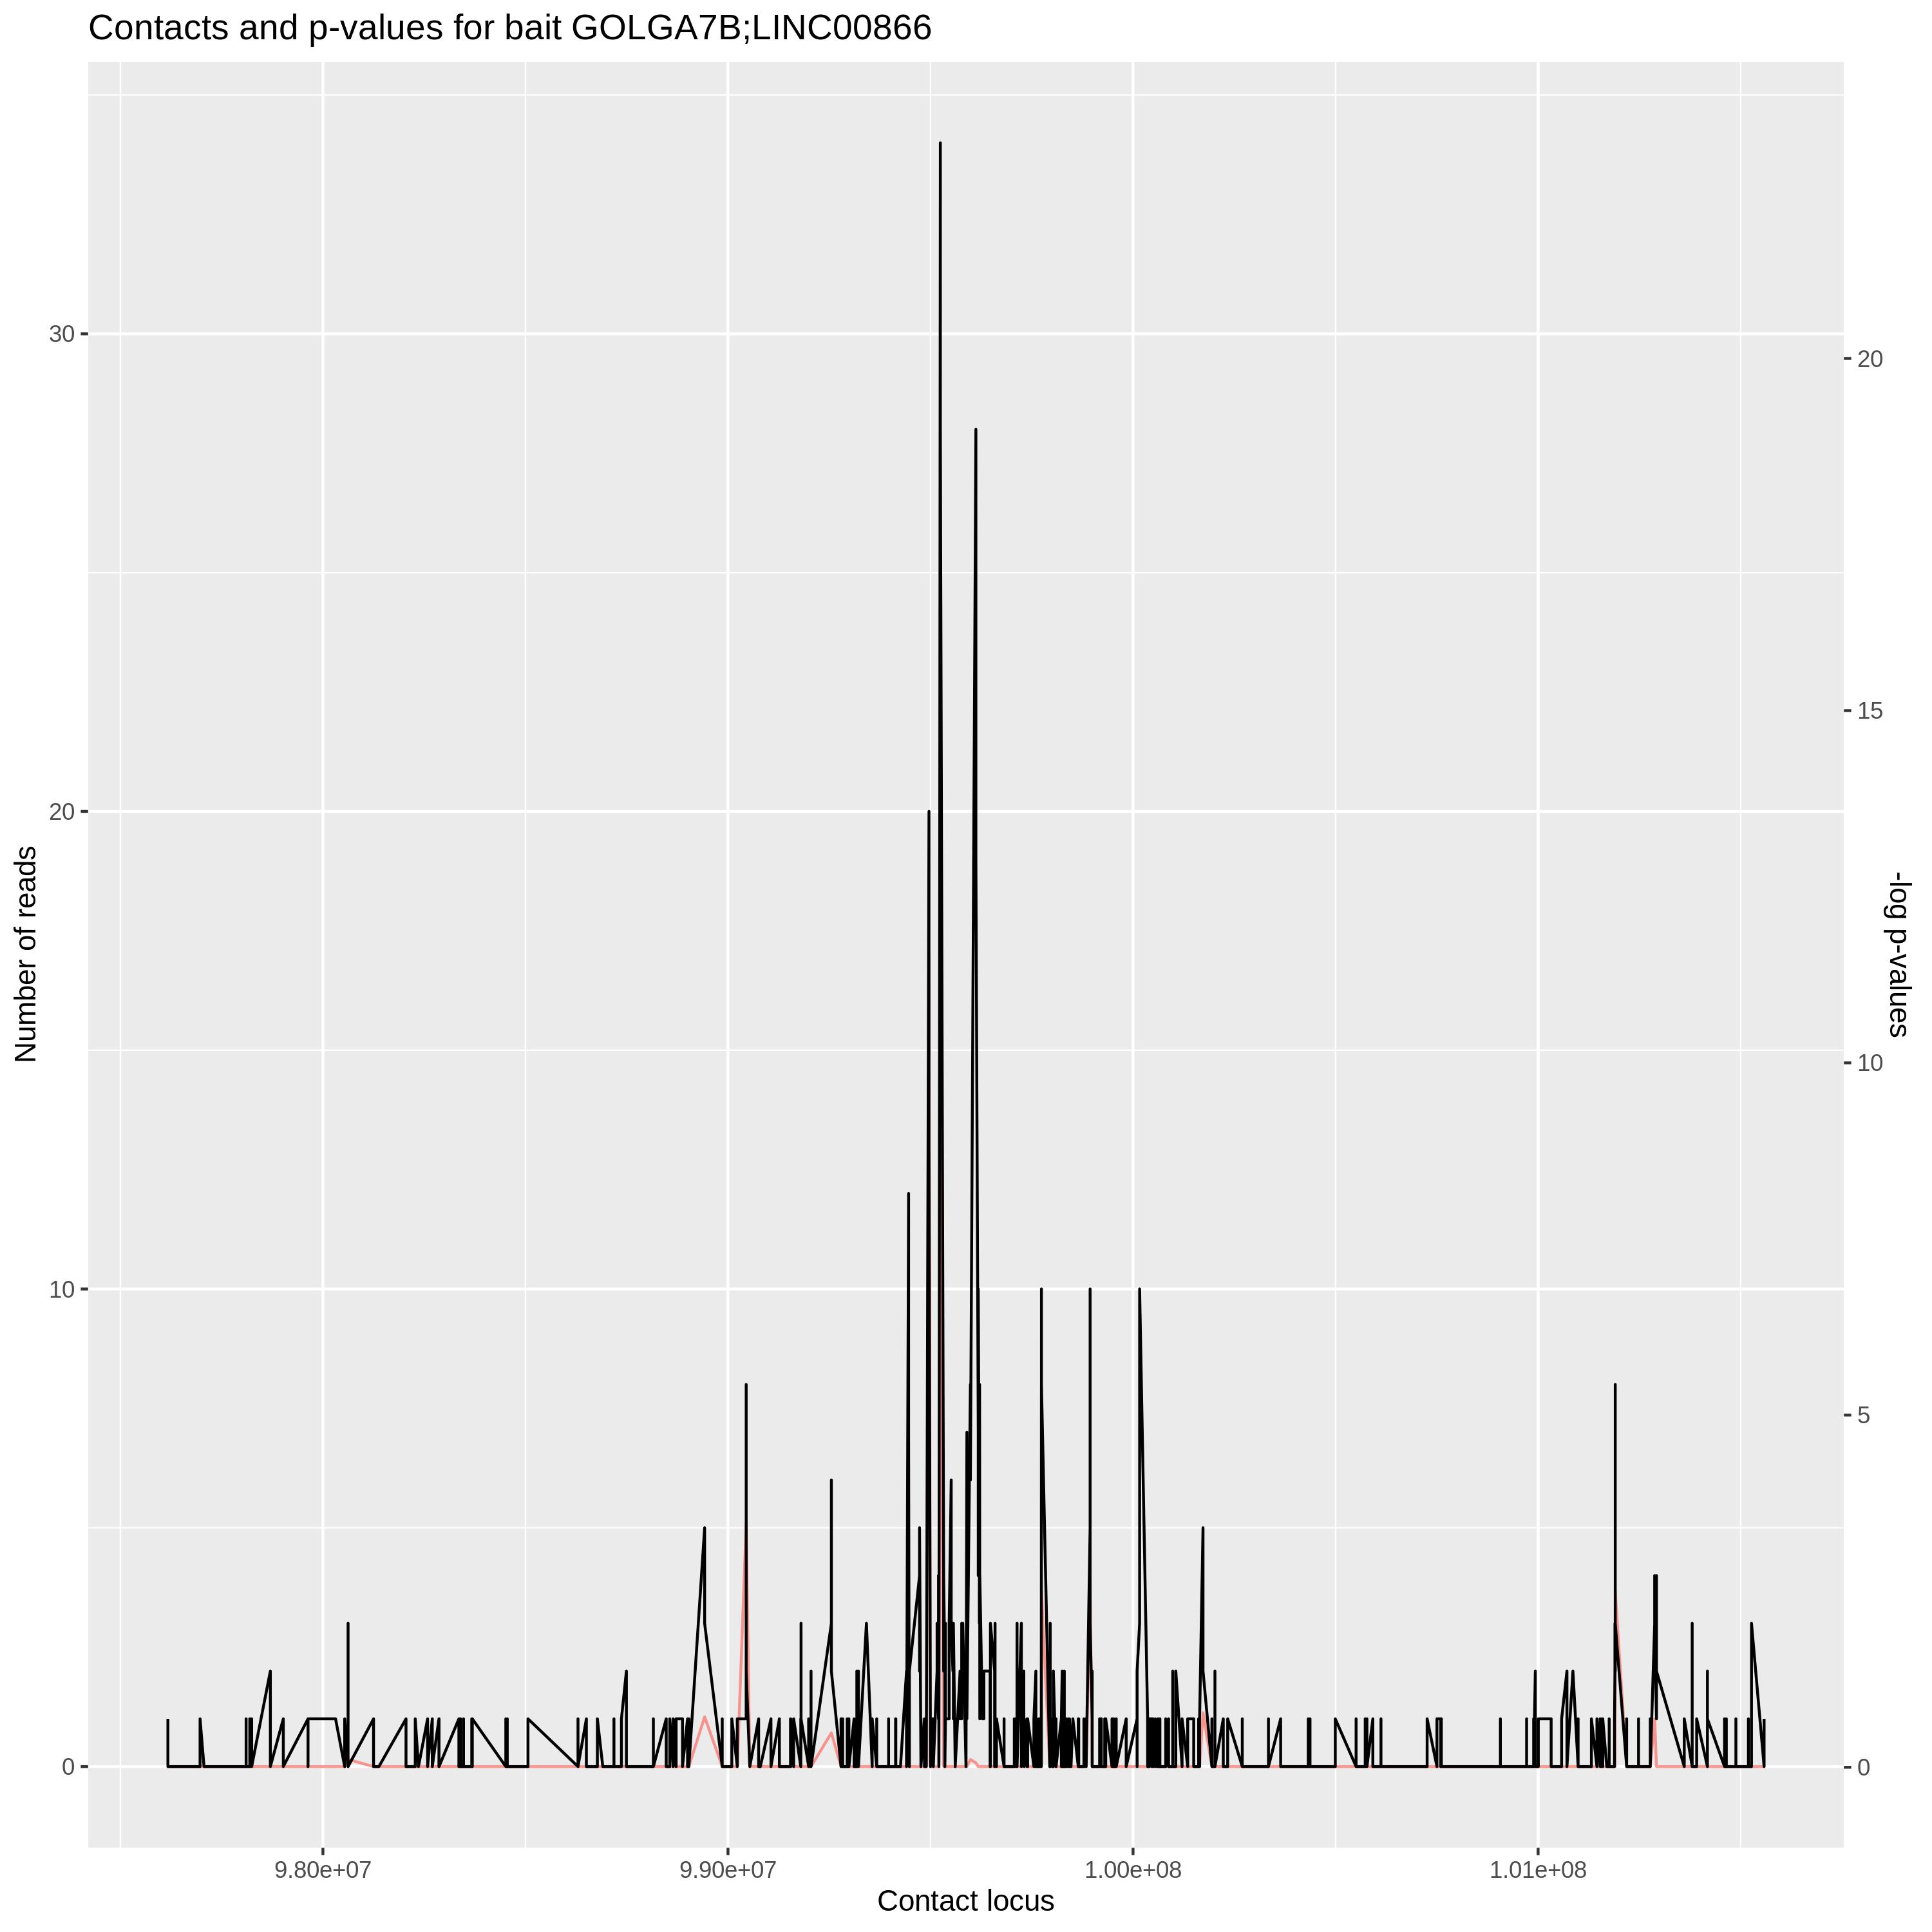 Contacts and p-values for bait GOLGA7B;LINC00866
30
20
10
0
Number of reads
20
15
10
5
0
-log p-values
9.80e+07
9.90e+07
1.00e+08
1.01e+08
Contact locus